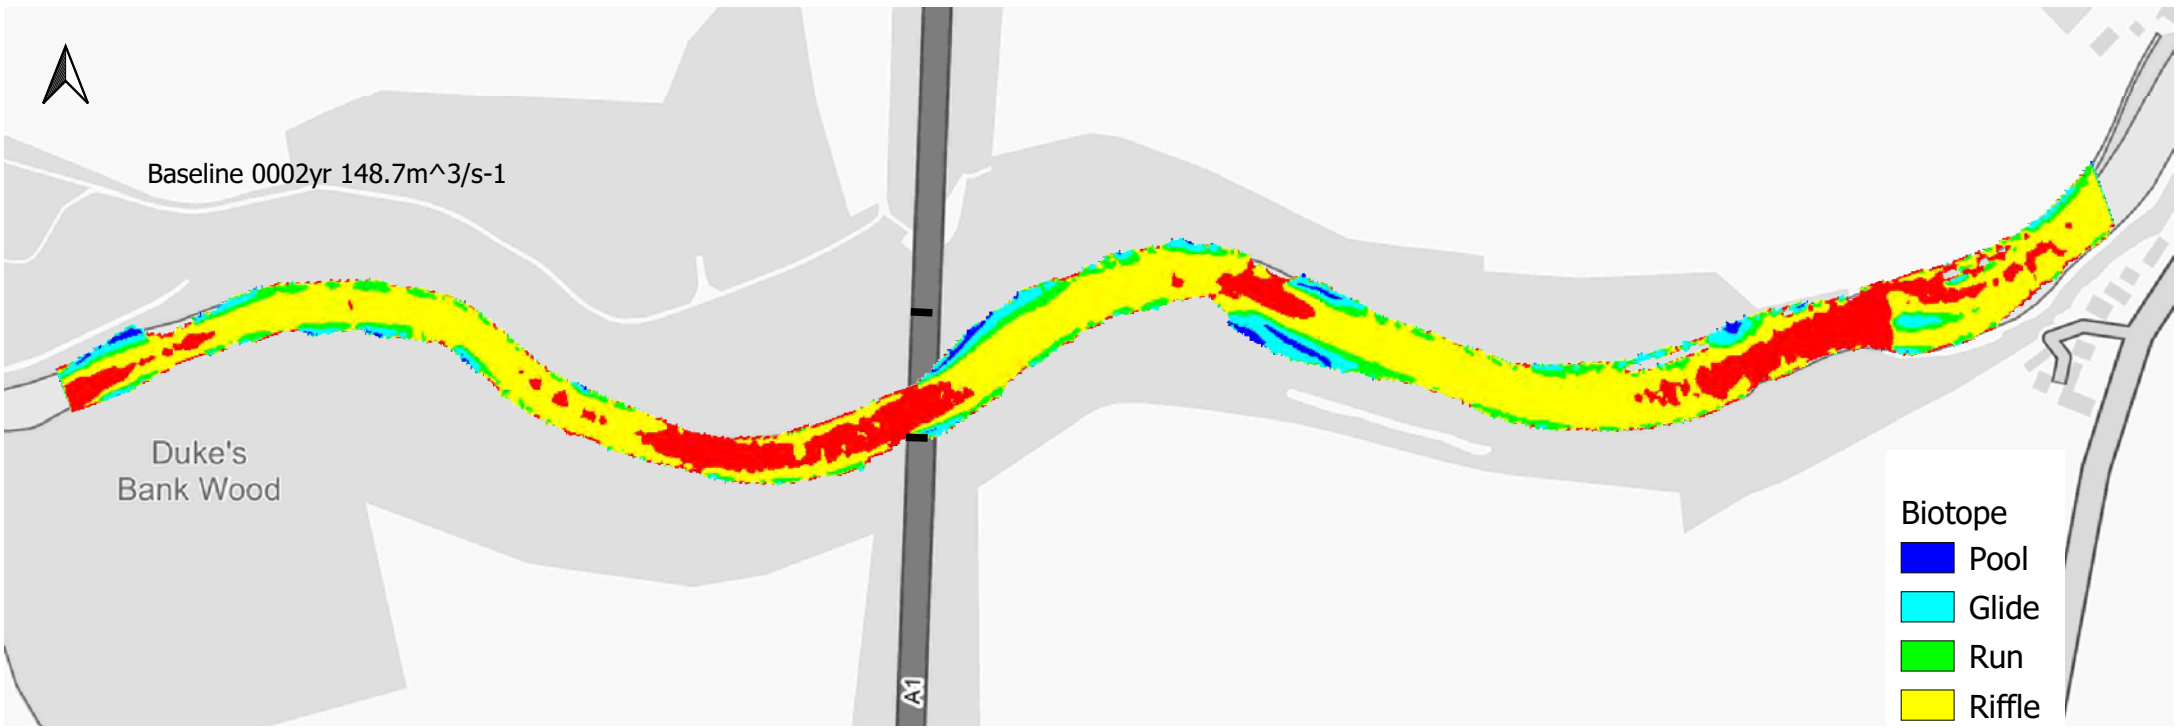 Baseline 0002yr 148.7m^3/s-1
Duke's
Bank Wood
A1
Biotope
Pool
Glide
Run
Riffle